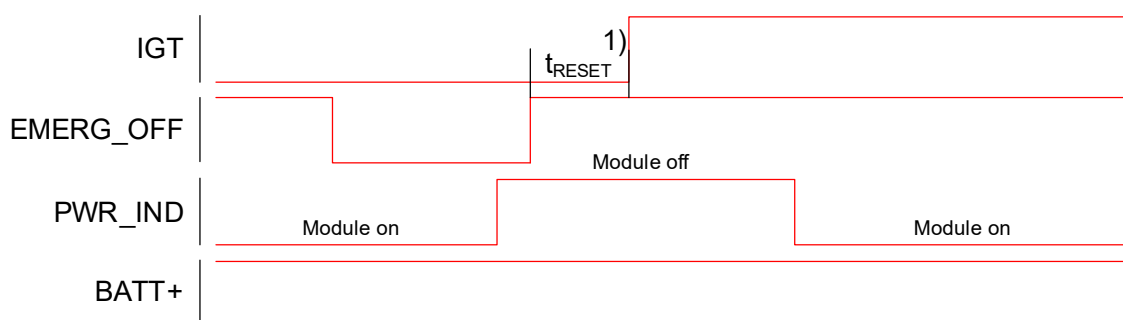 1)
IGT
tRESET
EMERG_OFF
Module off
PWR_IND
Module on
Module on
BATT+